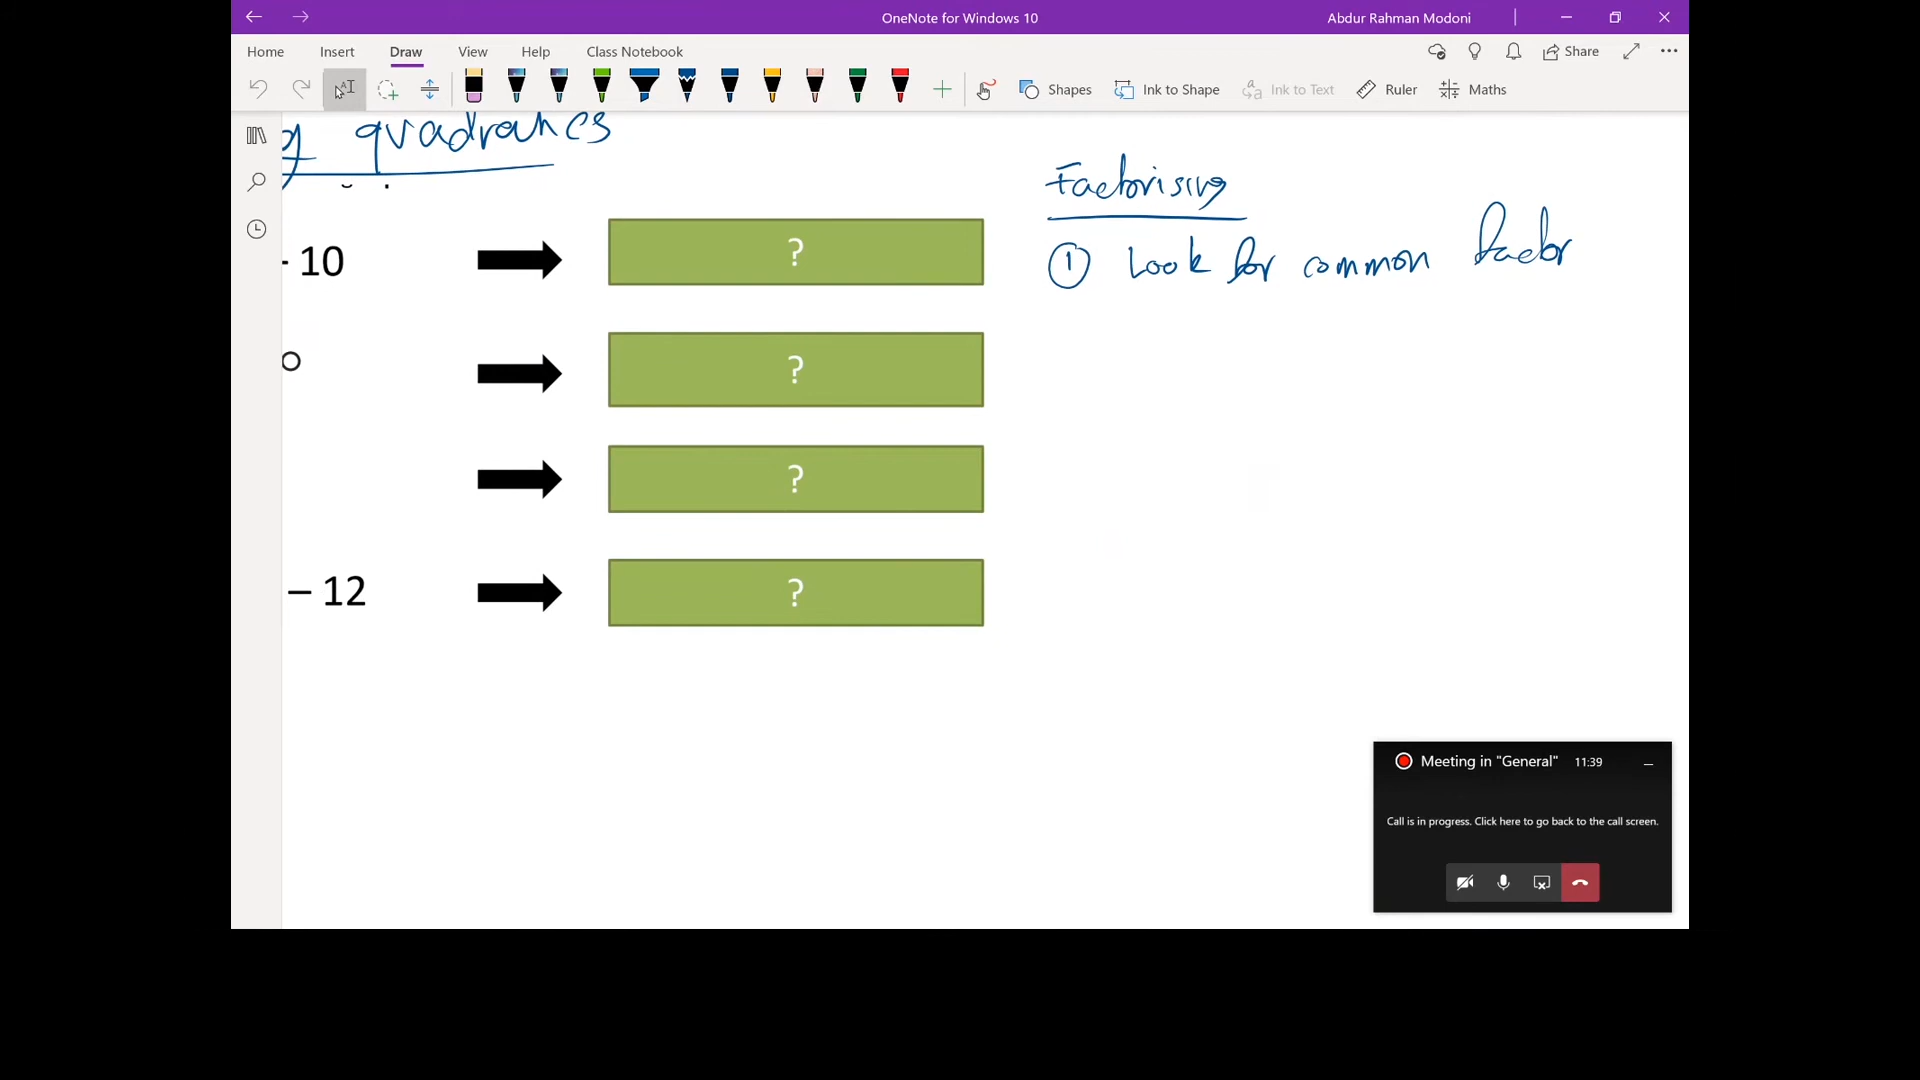 OneNote for Windows 10
Abdur Rahman Modoni
Home Insert Draw View Help Class Notebook
Share
Shapes Ink to Shape Ink to Text Ruler Maths
g quadratics
Factorising
① Look for common factor
- 10 ?
?
?
– 12 ?
Meeting in "General" 11:39
Call is in progress. Click here to go back to the call screen.